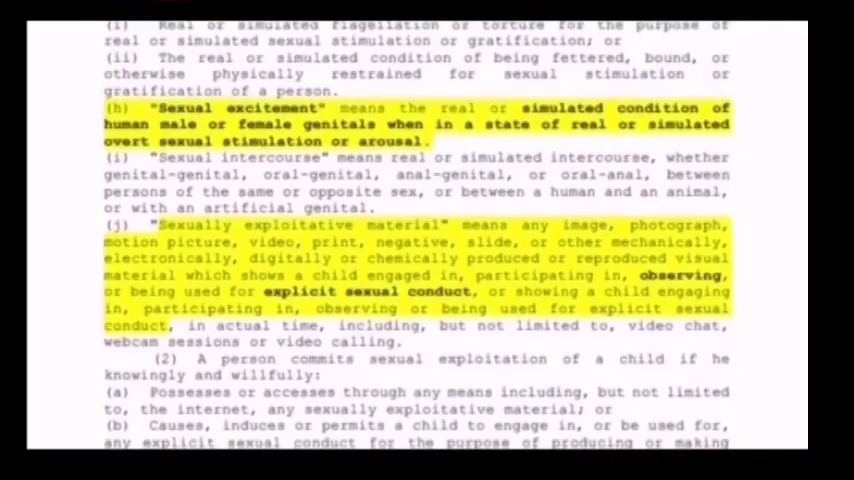 (i) Real or simulated flagellation or torture for the purpose of
real or simulated sexual stimulation or gratification; or
(ii) The real or simulated condition of being fettered, bound, or
otherwise physically restrained for sexual stimulation or
gratification of a person.
(h) "Sexual excitement" means the real or simulated condition of
human male or female genitals when in a state of real or simulated
overt sexual stimulation or arousal.
(i) "Sexual intercourse" means real or simulated intercourse, whether
genital-genital, oral-genital, anal-genital, or oral-anal, between
persons of the same or opposite sex, or between a human and an animal,
or with an artificial genital.
(j) "Sexually exploitative material" means any image, photograph,
motion picture, video, print, negative, slide, or other mechanically,
electronically, digitally or chemically produced or reproduced visual
material which shows a child engaged in, participating in, observing,
or being used for explicit sexual conduct, or showing a child engaging
in, participating in, observing or being used for explicit sexual
conduct, in actual time, including, but not limited to, video chat,
webcam sessions or video calling.
(2) A person commits sexual exploitation of a child if he
knowingly and willfully:
(a) Possesses or accesses through any means including, but not limited
to, the internet, any sexually exploitative material; or
(b) Causes, induces or permits a child to engage in, or be used for,
any explicit sexual conduct for the purpose of producing or making